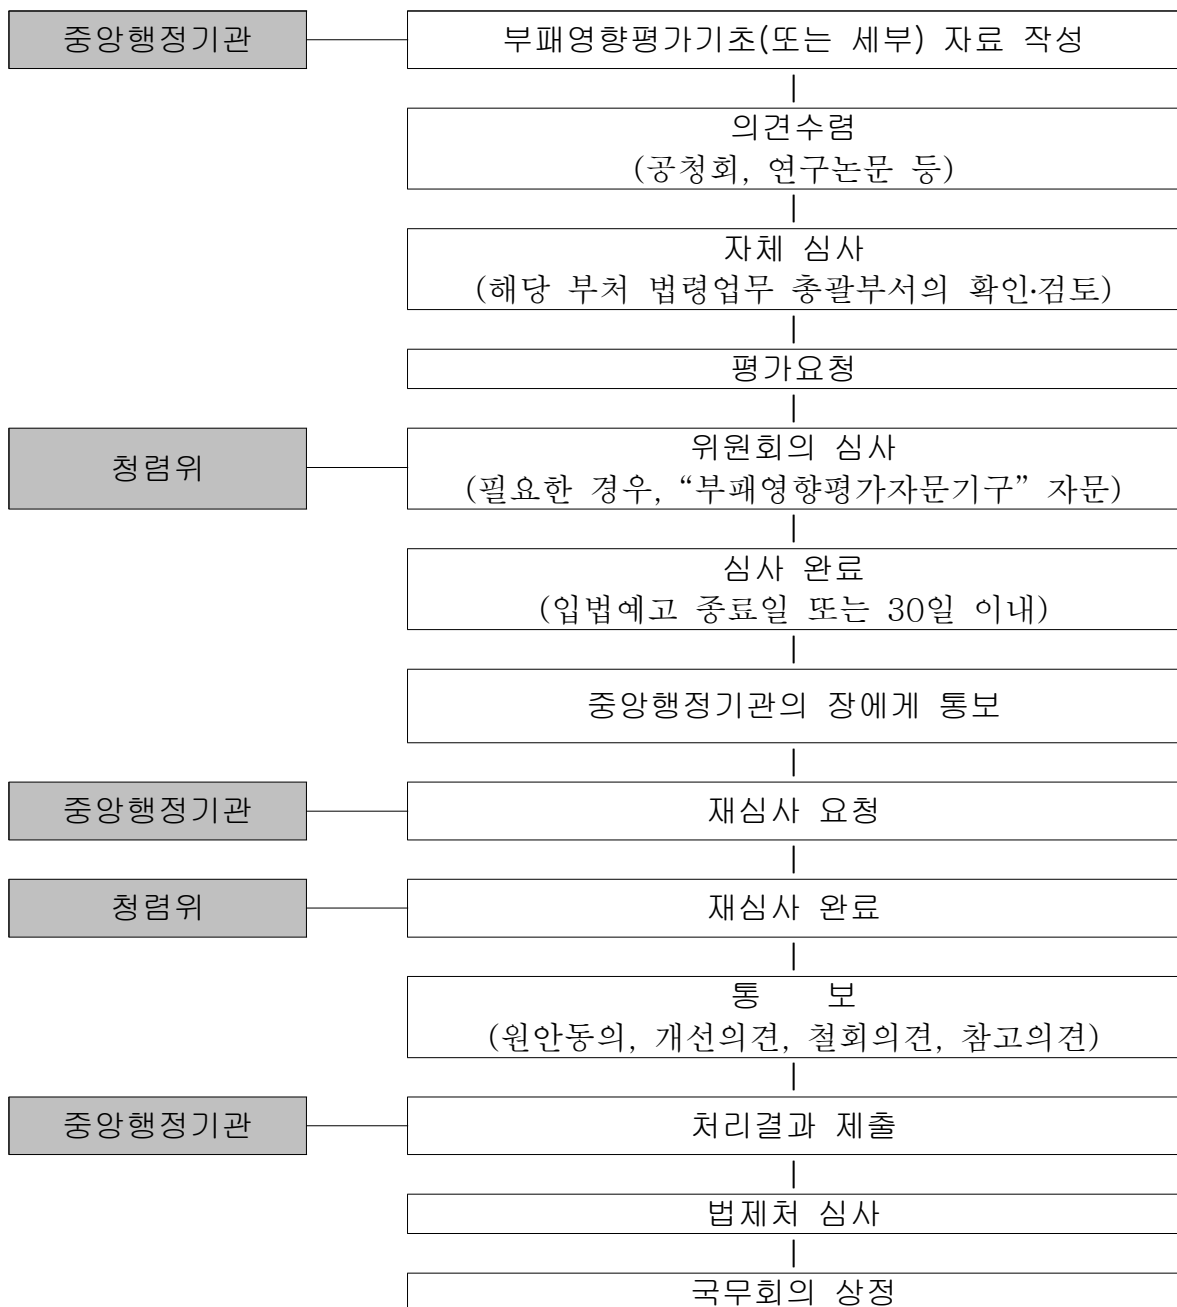 중앙행정기관
부패영향평가기초(또는 세부) 자료 작성
의견수렴
(공청회, 연구논문 등)
자체 심사
(해당 부처 법령업무 총괄부서의 확인·검토)
평가요청
청렴위
위원회의 심사
(필요한 경우, “부패영향평가자문기구” 자문)
심사 완료
(입법예고 종료일 또는 30일 이내)
중앙행정기관의 장에게 통보
중앙행정기관
재심사 요청
청렴위
재심사 완료
통 보
(원안동의, 개선의견, 철회의견, 참고의견)
중앙행정기관
처리결과 제출
법제처 심사
국무회의 상정